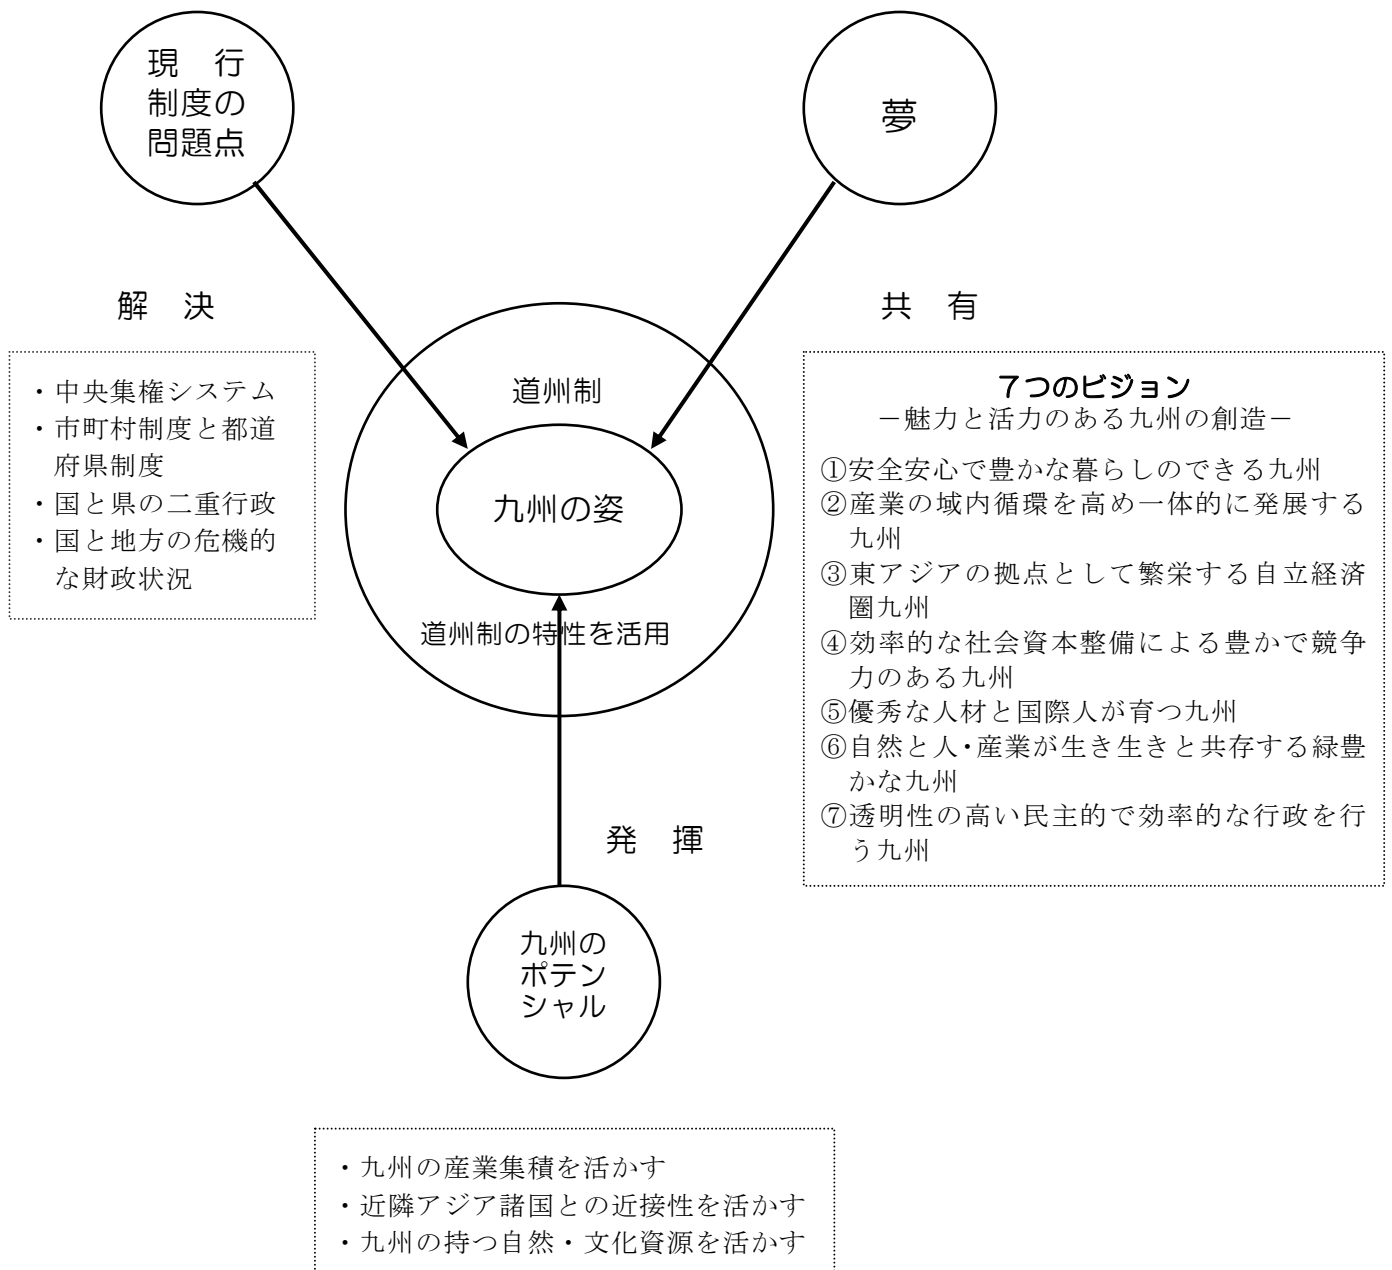 現　行
制度の
問題点
夢
解　決
共　有
・中央集権システム
・市町村制度と都道
府県制度
・国と県の二重行政
・国と地方の危機的
な財政状況
道州制
九州の姿
道州制の特性を活用
７つのビジョン
－魅力と活力のある九州の創造－
①安全安心で豊かな暮らしのできる九州
②産業の域内循環を高め一体的に発展する
九州
③東アジアの拠点として繁栄する自立経済
圏九州
④効率的な社会資本整備による豊かで競争
力のある九州
⑤優秀な人材と国際人が育つ九州
⑥自然と人・産業が生き生きと共存する緑豊
かな九州
⑦透明性の高い民主的で効率的な行政を行
う九州
発　揮
九州の
ポテン
シャル
・九州の産業集積を活かす
・近隣アジア諸国との近接性を活かす
・九州の持つ自然・文化資源を活かす